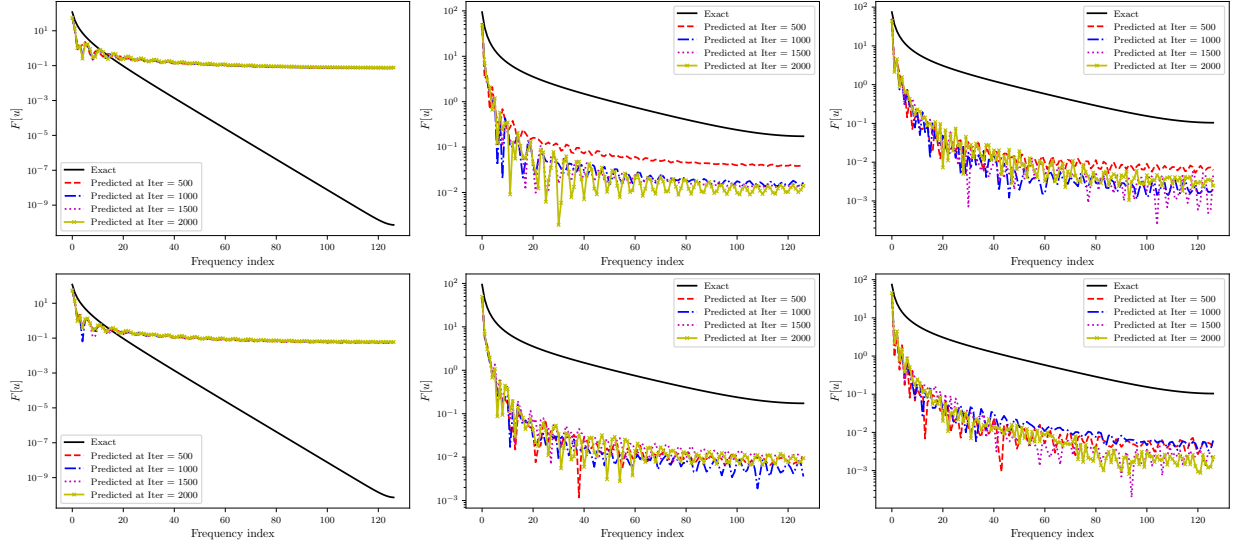 F[u]
10^1
10^-1
10^-3
10^-5
10^-7
10^-9
Exact
Predicted at Iter = 500
Predicted at Iter = 1000
Predicted at Iter = 1500
Predicted at Iter = 2000
0 20 40 60 80 100 120
Frequency index
F[u]
10^2
10^1
10^0
10^-1
10^-2
Exact
Predicted at Iter = 500
Predicted at Iter = 1000
Predicted at Iter = 1500
Predicted at Iter = 2000
0 20 40 60 80 100 120
Frequency index
F[u]
10^2
10^1
10^0
10^-1
10^-2
10^-3
Exact
Predicted at Iter = 500
Predicted at Iter = 1000
Predicted at Iter = 1500
Predicted at Iter = 2000
0 20 40 60 80 100 120
Frequency index
F[u]
10^1
10^-1
10^-3
10^-5
10^-7
10^-9
Exact
Predicted at Iter = 500
Predicted at Iter = 1000
Predicted at Iter = 1500
Predicted at Iter = 2000
0 20 40 60 80 100 120
Frequency index
F[u]
10^2
10^1
10^0
10^-1
10^-2
10^-3
Exact
Predicted at Iter = 500
Predicted at Iter = 1000
Predicted at Iter = 1500
Predicted at Iter = 2000
0 20 40 60 80 100 120
Frequency index
F[u]
10^2
10^1
10^0
10^-1
10^-2
10^-3
Exact
Predicted at Iter = 500
Predicted at Iter = 1000
Predicted at Iter = 1500
Predicted at Iter = 2000
0 20 40 60 80 100 120
Frequency index